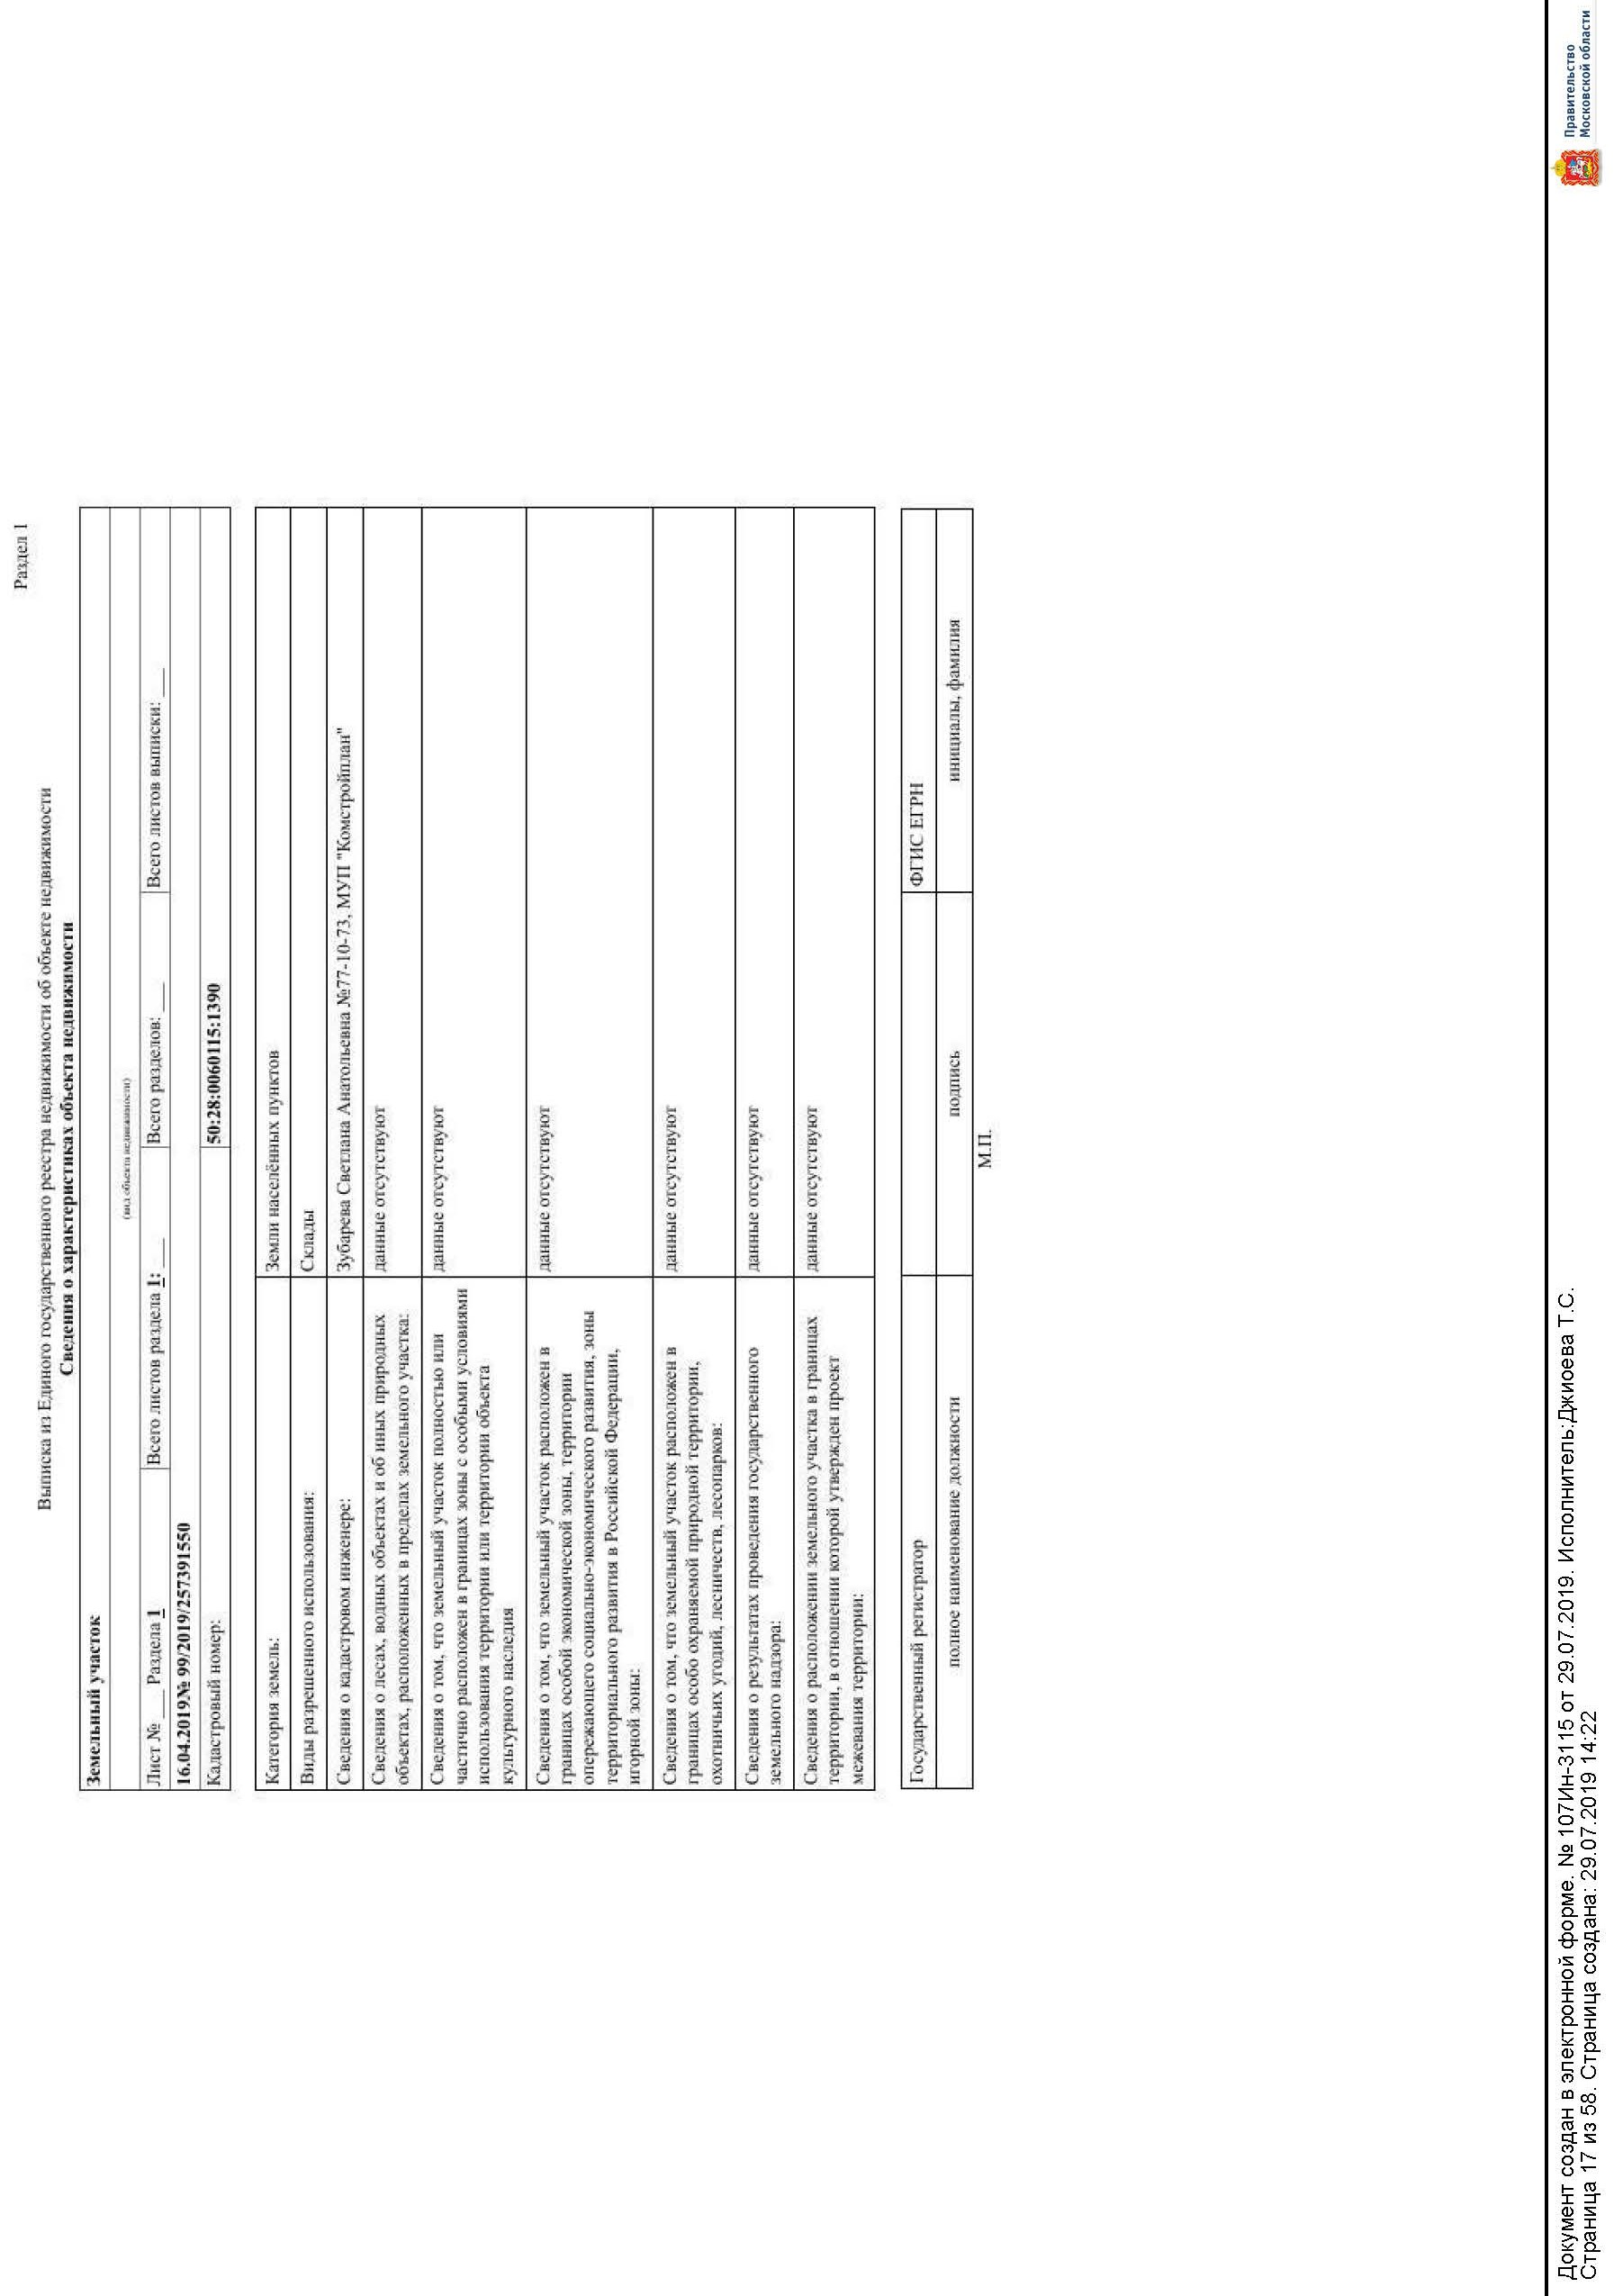 Раздел 1
Выписка из Единого государственного реестра недвижимости об объекте недвижимости
Сведения о характеристиках объекта недвижимости
Земельный участок
(вид объекта недвижимости)
Лист № ___ Раздела 1 Всего листов раздела 1: ___ Всего разделов: ___ Всего листов выписки: ___
16.04.2019№ 99/2019/257391550
Кадастровый номер: 50:28:0060115:1390
Категория земель: Земли населённых пунктов
Виды разрешенного использования: Склады
Сведения о кадастровом инженере: Зубарева Светлана Анатольевна №77-10-73, МУП "Комстройплан"
Сведения о лесах, водных объектах и об иных природных данные отсутствуют
объектах, расположенных в пределах земельного участка:
Сведения о том, что земельный участок полностью или данные отсутствуют
частично расположен в границах зоны с особыми условиями
использования территории или территории объекта
культурного наследия
Сведения о том, что земельный участок расположен в данные отсутствуют
границах особой экономической зоны, территории
опережающего социально-экономического развития, зоны
территориального развития в Российской Федерации,
игорной зоны:
Сведения о том, что земельный участок расположен в данные отсутствуют
границах особо охраняемой природной территории,
охотничьих угодий, лесничеств, лесопарков:
Сведения о результатах проведения государственного данные отсутствуют
земельного надзора:
Сведения о расположении земельного участка в границах данные отсутствуют
территории, в отношении которой утвержден проект
межевания территории:
Государственный регистратор ФГИС ЕГРН
полное наименование должности подпись инициалы, фамилия
М.П.
Документ создан в электронной форме. № 107Ин-3115 от 29.07.2019. Исполнитель:Джиоева Т.С.
Страница 17 из 58. Страница создана: 29.07.2019 14:22
Правительство
Московской области